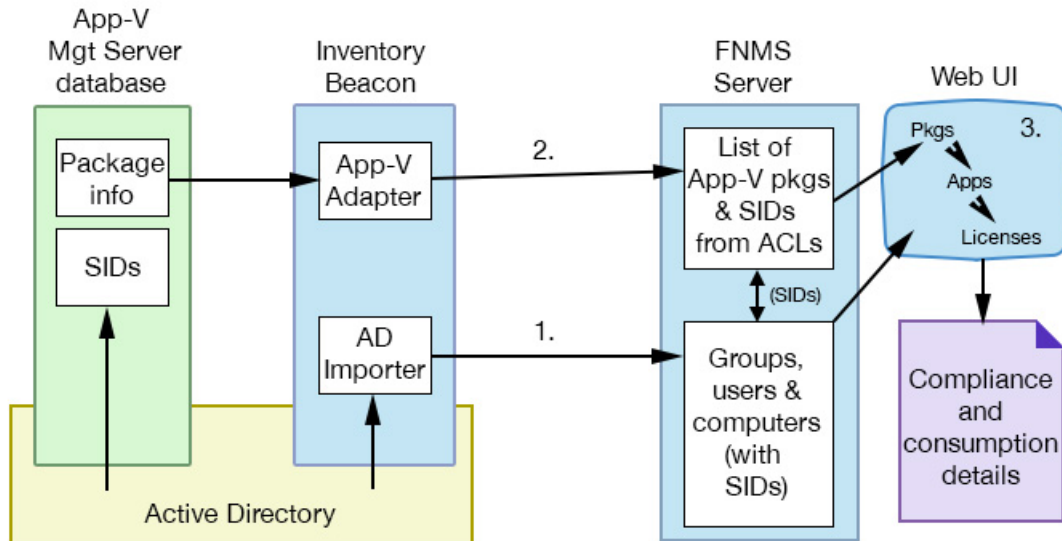 App-V
Mgt Server
database
Inventory
Beacon
FNMS
Server
Web UI
Package
info
SIDs
App-V
Adapter
2.
List of
App-V pkgs
& SIDs
from ACLs
Pkgs
3.
Apps
Licenses
(SIDs)
AD
Importer
1.
Groups,
users &
computers
(with
SIDs)
Compliance
and
consumption
details
Active Directory